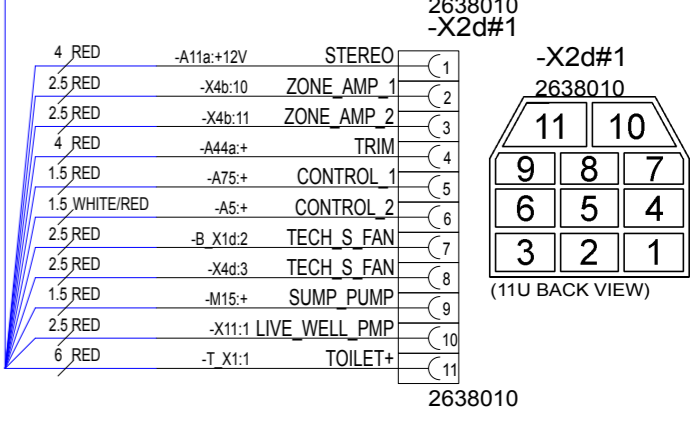 2638010
-X2d#1
4 RED -A11a:+12V STEREO 1
2.5 RED -X4b:10 ZONE_AMP_1 2
2.5 RED -X4b:11 ZONE_AMP_2 3
4 RED -A44a:+ TRIM 4
1.5 RED -A75:+ CONTROL_1 5
1.5 WHITE/RED -A5:+ CONTROL_2 6
2.5 RED -B_X1d:2 TECH_S_FAN 7
2.5 RED -X4d:3 TECH_S_FAN 8
1.5 RED -M15:+ SUMP_PUMP 9
2.5 RED -X11:1 LIVE_WELL_PMP 10
6 RED -T_X1:1 TOILET+ 11
2638010
-X2d#1
2638010
11 10
9 8 7
6 5 4
3 2 1
(11U BACK VIEW)